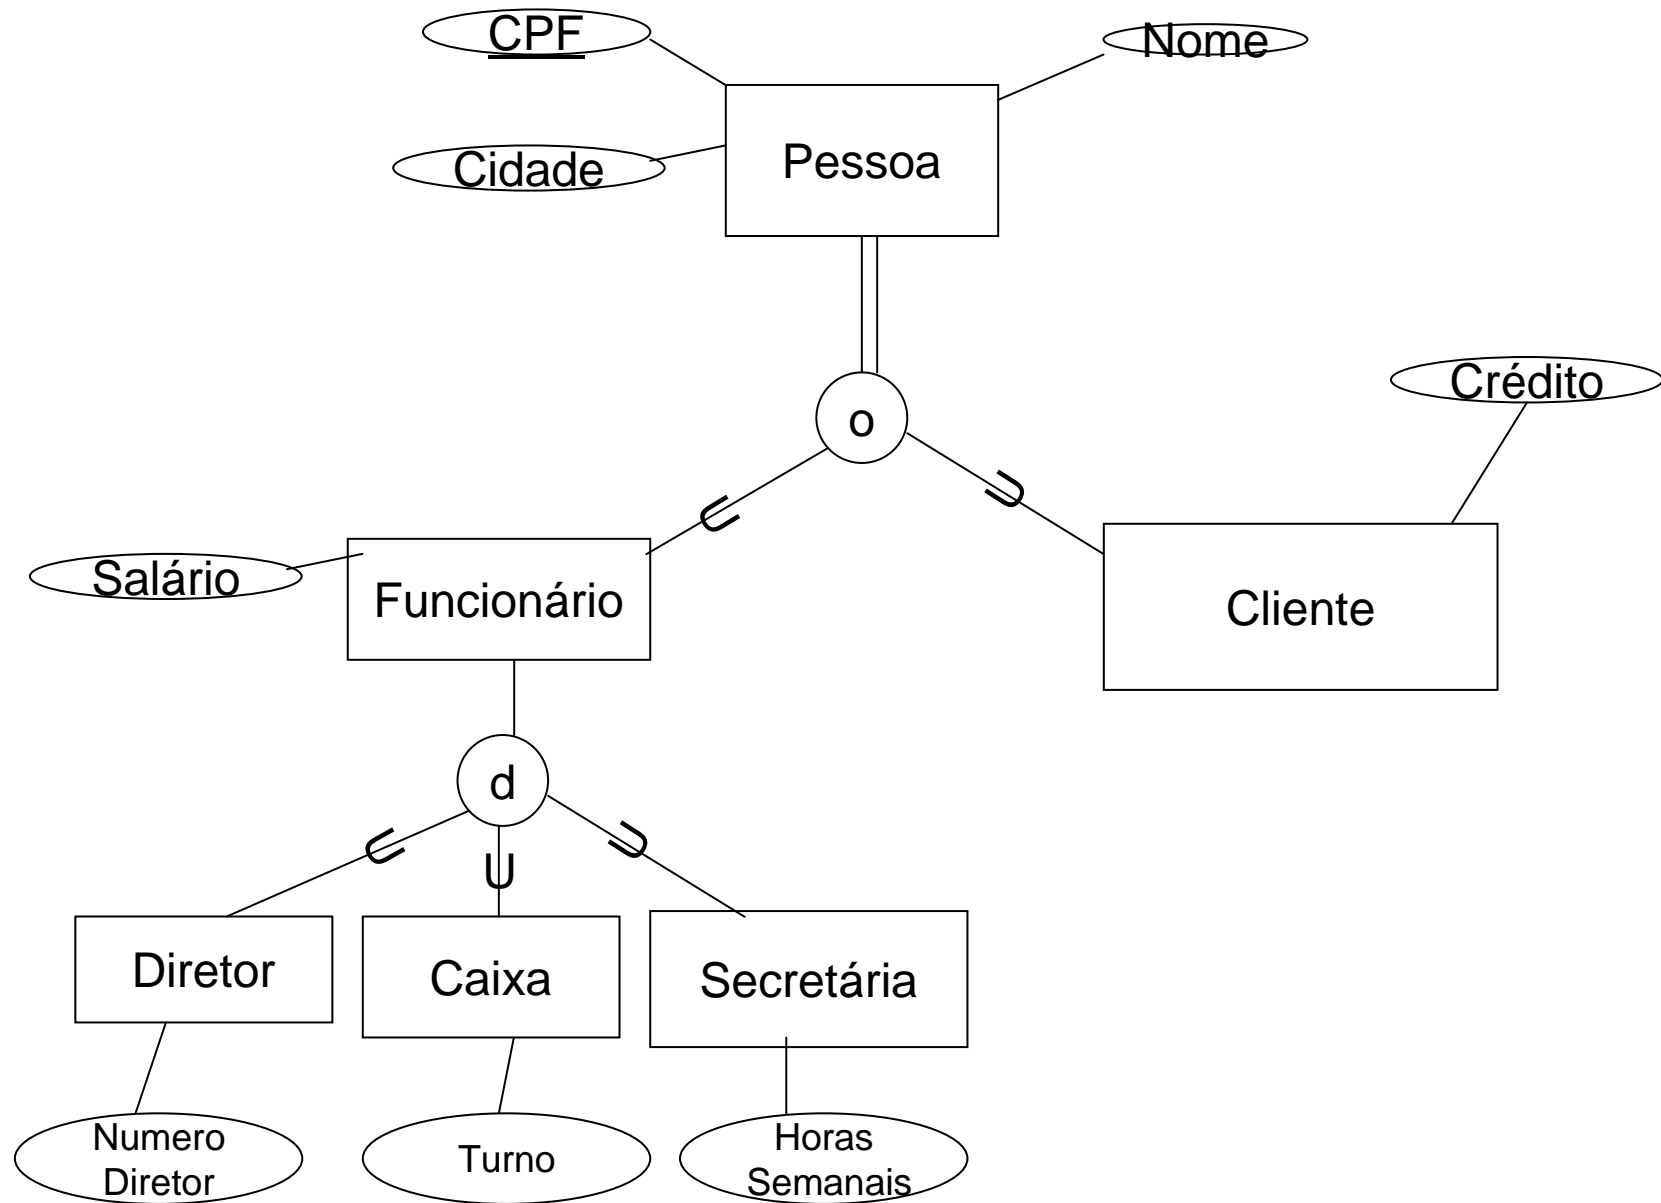 CPF
Nome
Pessoa
Cidade
Crédito
o
U
U
Salário
Funcionário
Cliente
d
U
U
U
Diretor
Caixa
Secretária
Numero
Diretor
Turno
Horas
Semanais